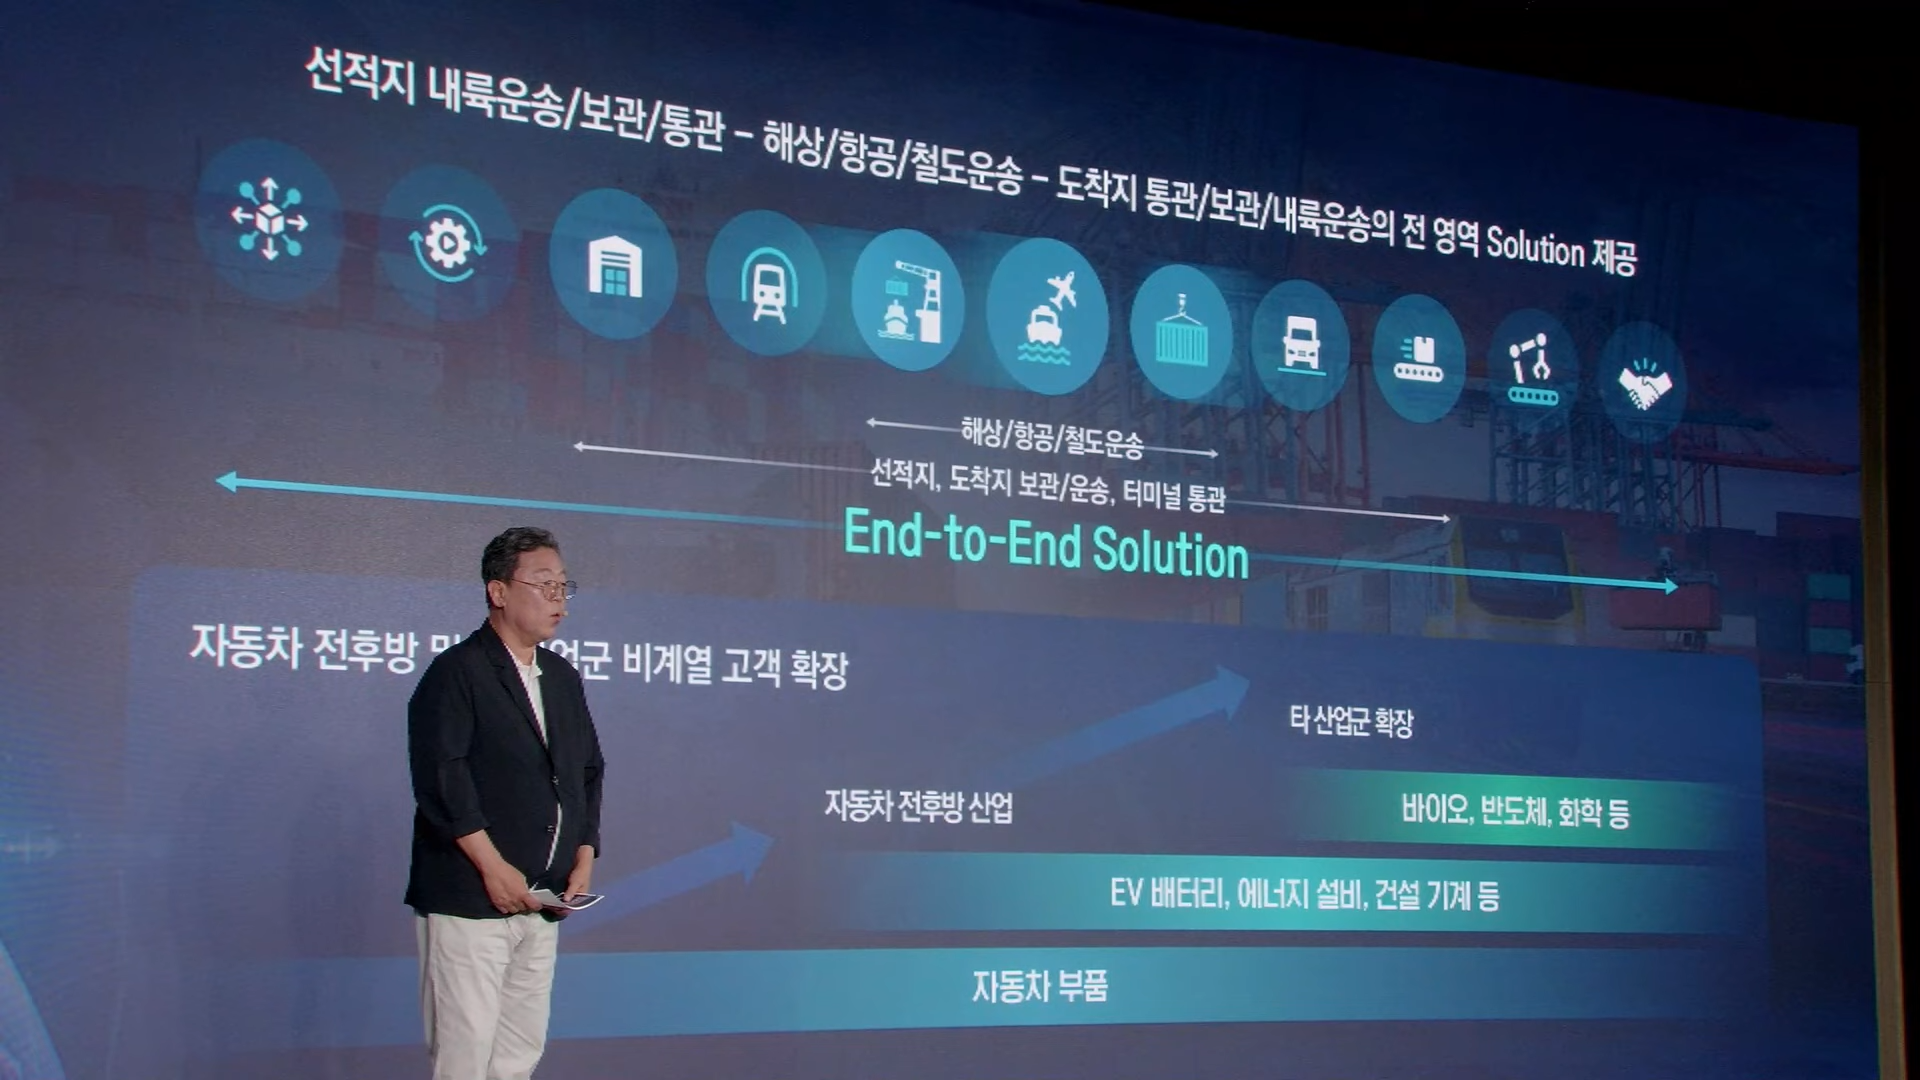 선적지 내륙운송/보관/통관 - 해상/항공/철도운송 - 도착지 통관/보관/내륙운송의 전 영역 Solution 제공
해상/항공/철도운송
선적지, 도착지 보관/운송, 터미널 통관
End-to-End Solution
자동차 전후방 비계열 고객 확장
타 산업군 확장
자동차 전후방 산업
바이오, 반도체, 화학 등
EV 배터리, 에너지 설비, 건설 기계 등
자동차 부품